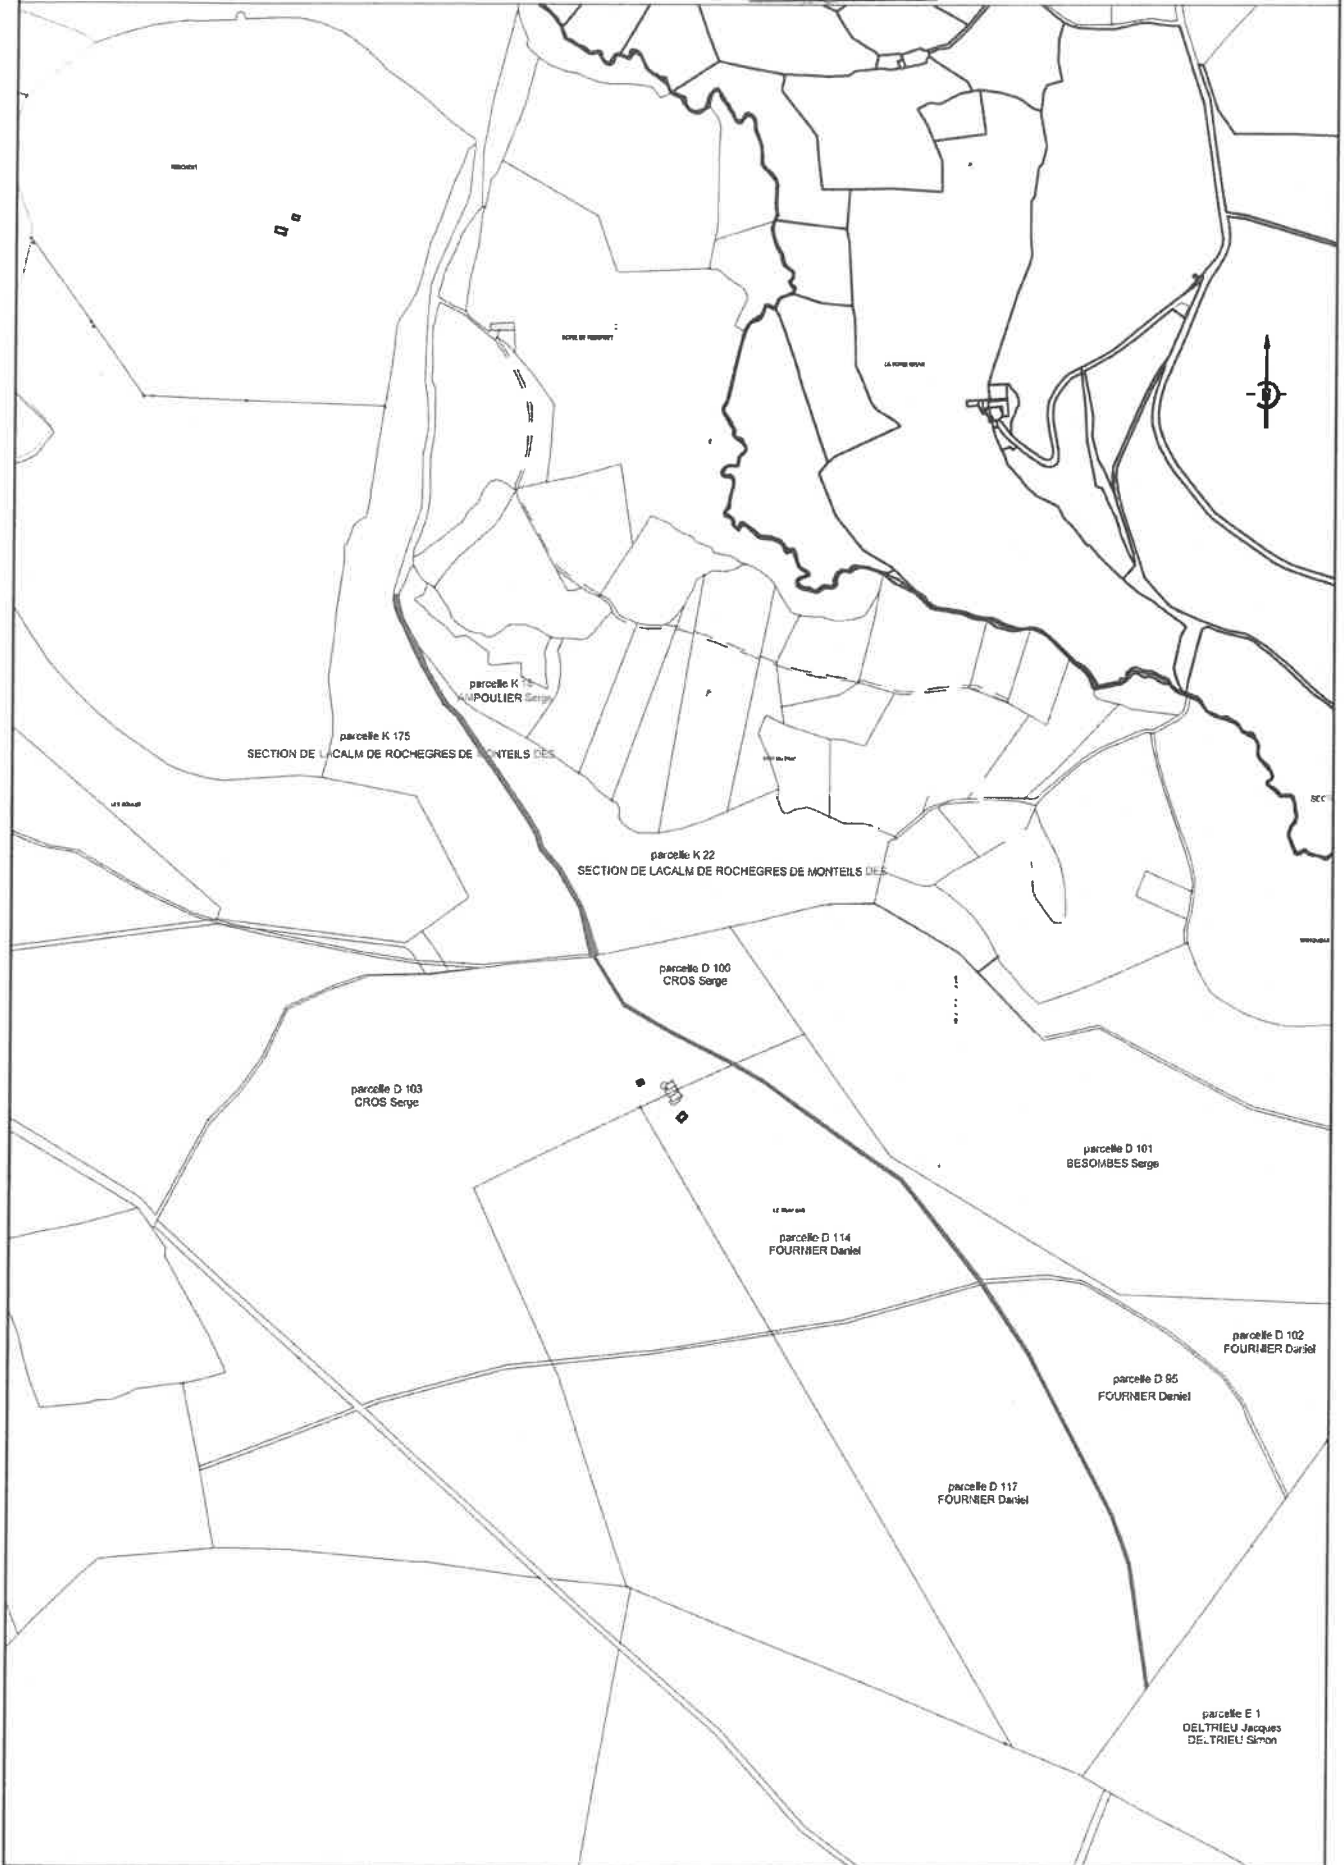 parcelle K
AMPOULIER Serge
parcelle K 175
SECTION DE LACALM DE ROCHEGRES DE MONTEILS DES
parcelle K 22
SECTION DE LACALM DE ROCHEGRES DE MONTEILS DES
parcelle D 100
CROS Serge
parcelle D 103
CROS Serge
parcelle D 101
BESOMBES Serge
parcelle D 114
FOURNIER Daniel
parcelle D 102
FOURNIER Daniel
parcelle D 95
FOURNIER Daniel
parcelle D 117
FOURNIER Daniel
parcelle E 1
DELTRIEU Jacques
DELTRIEU Simon